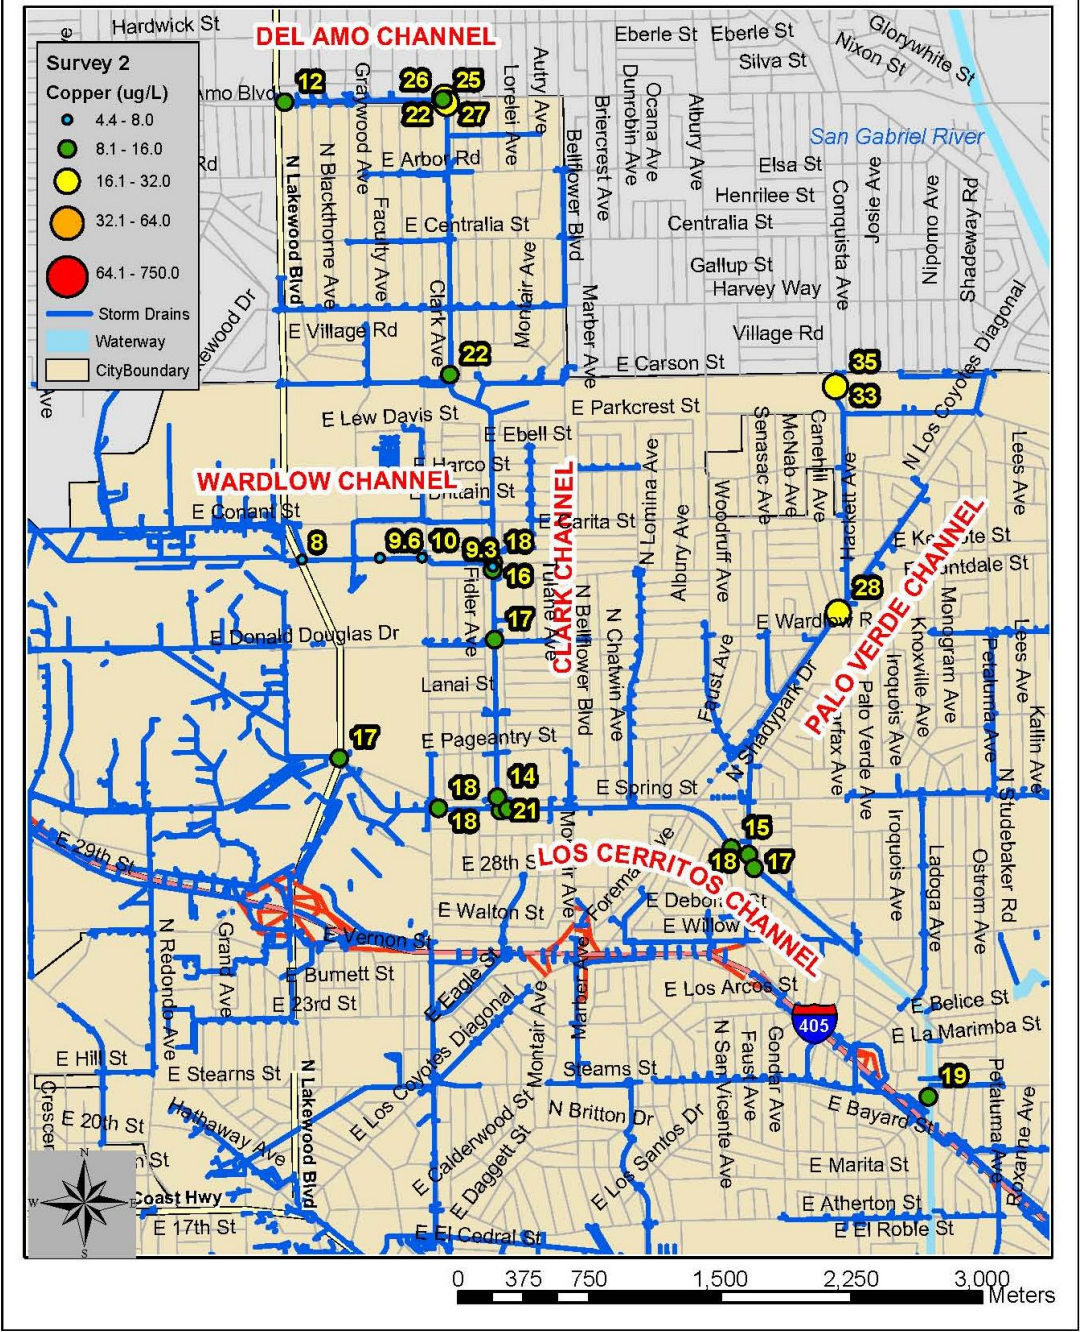 Hardwick St
DEL AMO CHANNEL
Eberle St
Eberle St
Glorywhite St
Nixon St
Silva St
Survey 2
Copper (ug/L)
4.4 - 8.0
8.1 - 16.0
16.1 - 32.0
32.1 - 64.0
64.1 - 750.0
Storm Drains
Waterway
CityBoundary
12
26
25
22
27
Graywood Ave
Lorelei Ave
Autry Ave
Dunrobin Ave
Ocana Ave
Albury Ave
Briercrest Ave
Bellflower Blvd
San Gabriel River
E Arbor Rd
Elsa St
Henrilee St
Centralia St
E Centralia St
Gallup St
Harvey Way
Village Rd
E Village Rd
N Lakewood Blvd
N Blackthorne Ave
Faculty Ave
Clark Ave
Montair Ave
Marber Ave
Conquista Ave
Josie Ave
Nipomo Ave
Shadeway Rd
N Los Coyotes Diagonal
22
E Carson St
35
33
E Lew Davis St
E Parkcrest St
E Ebell St
E Harco St
WARDLOW CHANNEL
E Conant St
E Carita St
CLARK CHANNEL
N Lomina Ave
Albury Ave
Woodruff Ave
Senasac Ave
McNab Ave
Canehill Ave
Hackett Ave
Lees Ave
8
9.6
10
9.3
18
16
17
28
PALO VERDE CHANNEL
E Wardlow R
Fidler Ave
N Bellflower Blvd
N Chatwin Ave
Faust Ave
N Shadypark Dr
Palo Verde Ave
Iroquois Ave
Knoxville Ave
Monogram Ave
Petaluma Ave
Lees Ave
Kallin Ave
E Donald Douglas Dr
Lanai St
E Pageantry St
17
18
18
14
21
E Spring St
15
18
17
N Studebaker Rd
Iroquois Ave
Ladoga Ave
Ostrom Ave
E 29th St
E 28th S
LOS CERRITOS CHANNEL
E Walton St
E Willow
E Vernon St
N Redondo Ave
Grand Ave
E Burnett St
E 23rd St
E Eagle St
E Los Coyotes Diagonal
Montair Ave
Marber Ave
E Los Arcos St
405
E Belice St
E La Marimba St
E Hill St
E Stearns St
Stearns St
N Lakewood Blvd
N San Vicente Ave
Faust Ave
Gondar Ave
19
E Bayard St
Petaluma Ave
Roxanne Ave
Crescer
E 20th St
Hathaway Ave
E Calderwood St
E Daggett St
N Britton Dr
E Los Santos Dr
E Marita St
E Atherton St
E El Roble St
N
W
E
S
Coast Hwy
E 17th St
E El Cedral St
0 375 750 1,500 2,250 3,000
Meters